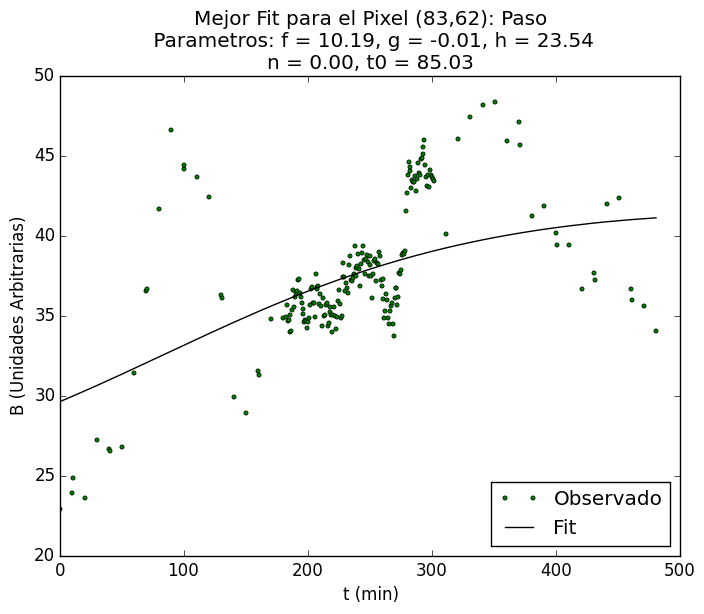 Mejor Fit para el Pixel (83,62): Paso
Parametros: f = 10.19, g = -0.01, h = 23.54
n = 0.00, t0 = 85.03
50
45
40
35
30
25
20
B (Unidades Arbitrarias)
Observado
Fit
0 100 200 300 400 500
t (min)